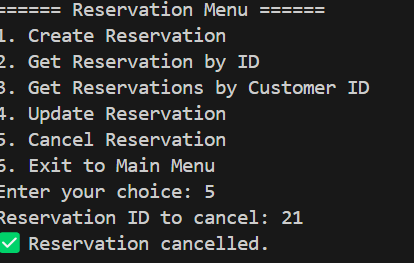 ====== Reservation Menu ======
1. Create Reservation
2. Get Reservation by ID
3. Get Reservations by Customer ID
4. Update Reservation
5. Cancel Reservation
6. Exit to Main Menu
Enter your choice: 5
Reservation ID to cancel: 21
✅ Reservation cancelled.